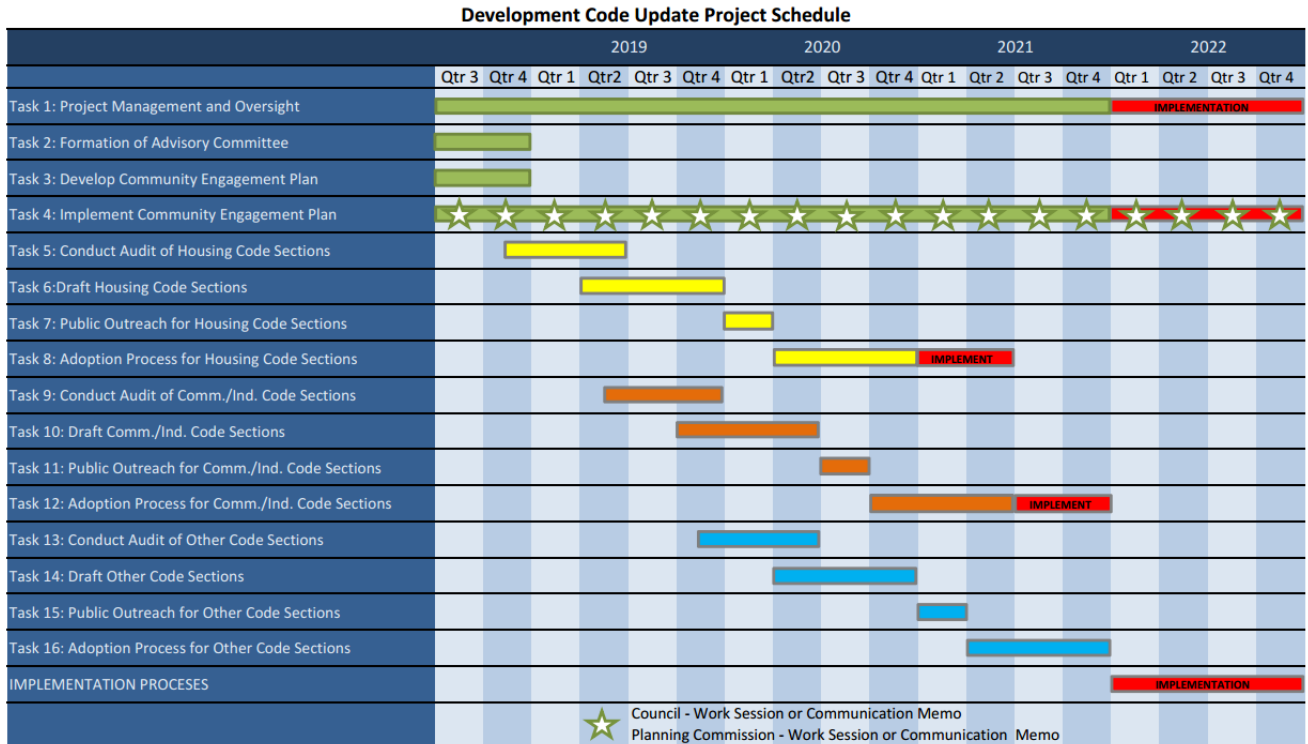 Development Code Update Project Schedule
2019 2020 2021 2022
Qtr 3 Qtr 4 Qtr 1 Qtr2 Qtr 3 Qtr 4 Qtr 1 Qtr2 Qtr 3 Qtr 4 Qtr 1 Qtr 2 Qtr 3 Qtr 4 Qtr 1 Qtr 2 Qtr 3 Qtr 4
Task 1: Project Management and Oversight IMPLEMENTATION
Task 2: Formation of Advisory Committee
Task 3: Develop Community Engagement Plan
Task 4: Implement Community Engagement Plan
Task 5: Conduct Audit of Housing Code Sections
Task 6:Draft Housing Code Sections
Task 7: Public Outreach for Housing Code Sections
Task 8: Adoption Process for Housing Code Sections IMPLEMENT
Task 9: Conduct Audit of Comm./Ind. Code Sections
Task 10: Draft Comm./Ind. Code Sections
Task 11: Public Outreach for Comm./Ind. Code Sections
Task 12: Adoption Process for Comm./Ind. Code Sections IMPLEMENT
Task 13: Conduct Audit of Other Code Sections
Task 14: Draft Other Code Sections
Task 15: Public Outreach for Other Code Sections
Task 16: Adoption Process for Other Code Sections
IMPLEMENTATION PROCESES IMPLEMENTATION
Council - Work Session or Communication Memo
Planning Commission - Work Session or Communication Memo